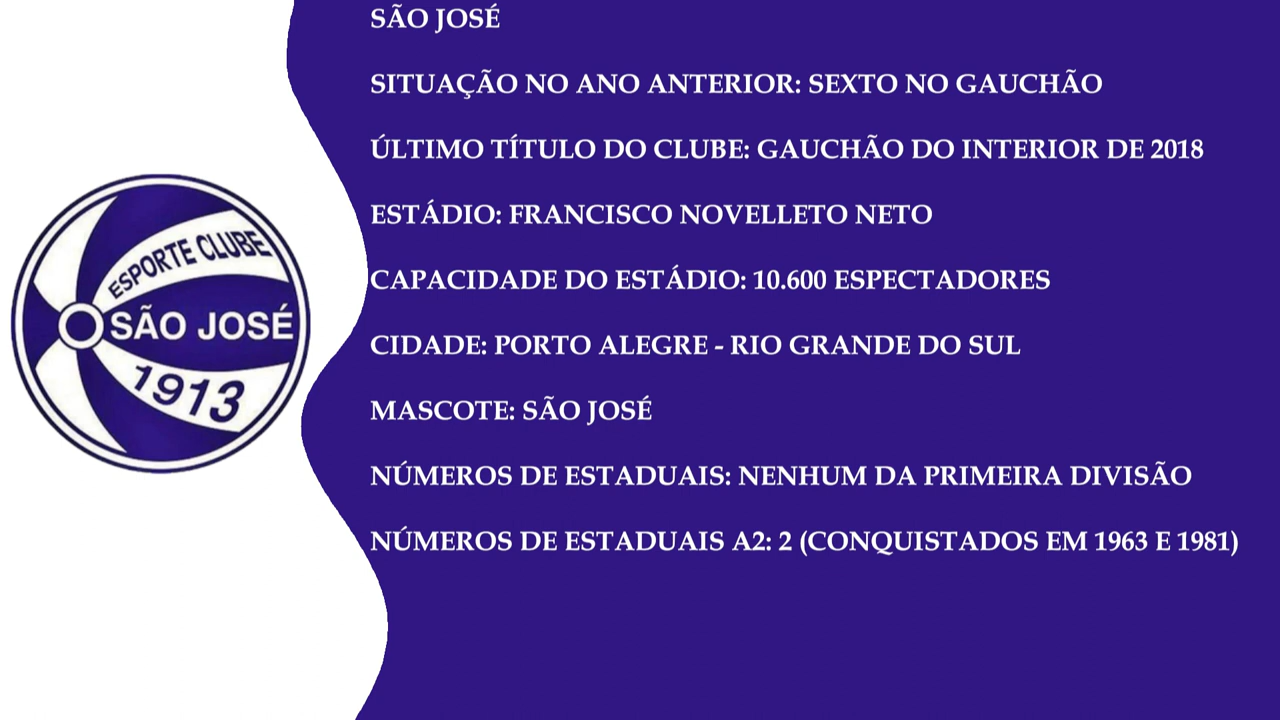 SÃO JOSÉ
SITUAÇÃO NO ANO ANTERIOR: SEXTO NO GAUCHÃO
ÚLTIMO TÍTULO DO CLUBE: GAUCHÃO DO INTERIOR DE 2018
ESTÁDIO: FRANCISCO NOVELLETO NETO
CAPACIDADE DO ESTÁDIO: 10.600 ESPECTADORES
CIDADE: PORTO ALEGRE - RIO GRANDE DO SUL
MASCOTE: SÃO JOSÉ
NÚMEROS DE ESTADUAIS: NENHUM DA PRIMEIRA DIVISÃO
NÚMEROS DE ESTADUAIS A2: 2 (CONQUISTADOS EM 1963 E 1981)
ESPORTE CLUBE
SÃO JOSÉ
1913